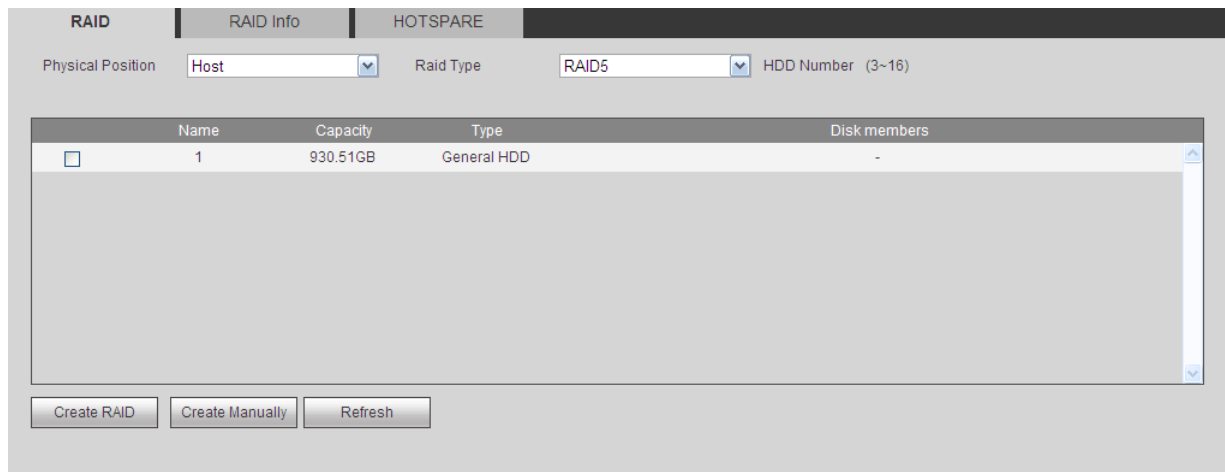 RAID RAID Info HOTSPARE
Physical Position Host Raid Type RAID5 HDD Number (3~16)
Name Capacity Type Disk members
1 930.51GB General HDD -
Create RAID Create Manually Refresh